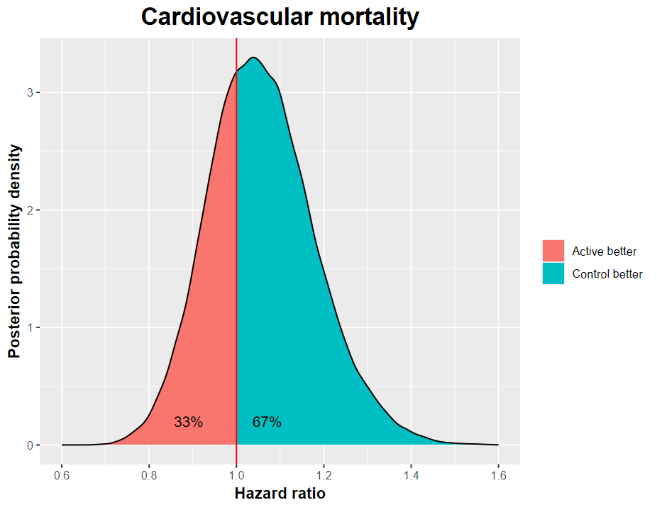 Cardiovascular mortality
Posterior probability density
3
2
1
0
33%
67%
0.6
0.8
1.0
1.2
1.4
1.6
Hazard ratio
Active better
Control better